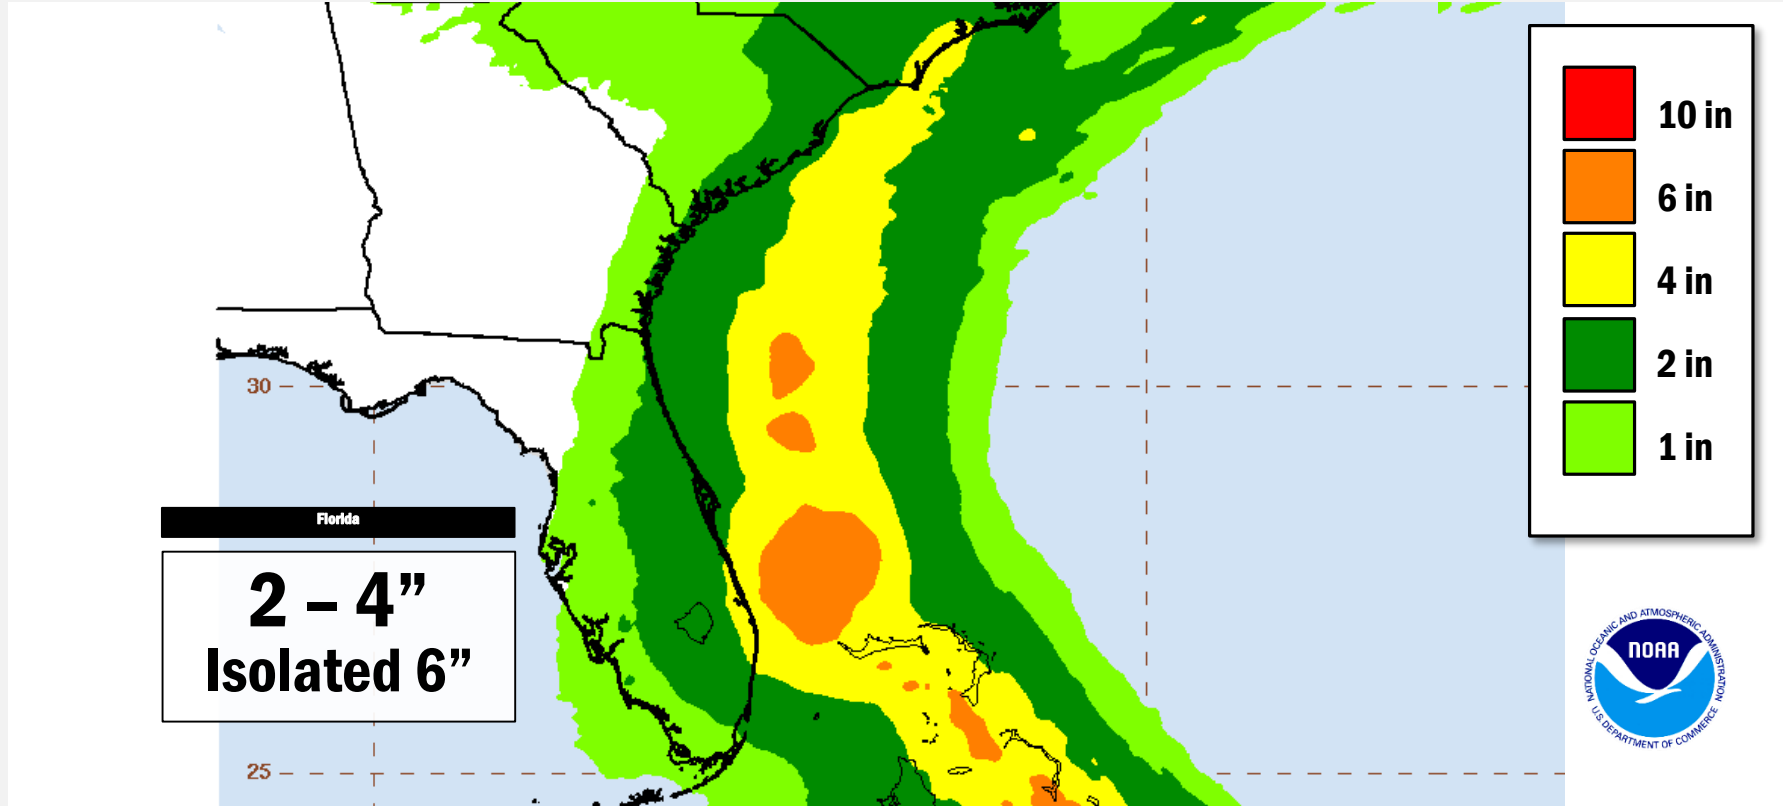 10 in
6 in
4 in
2 in
1 in
30
Florida
2 – 4”
Isolated 6”
25
NATIONAL OCEANIC AND ATMOSPHERIC ADMINISTRATION
NOAA
U.S. DEPARTMENT OF COMMERCE